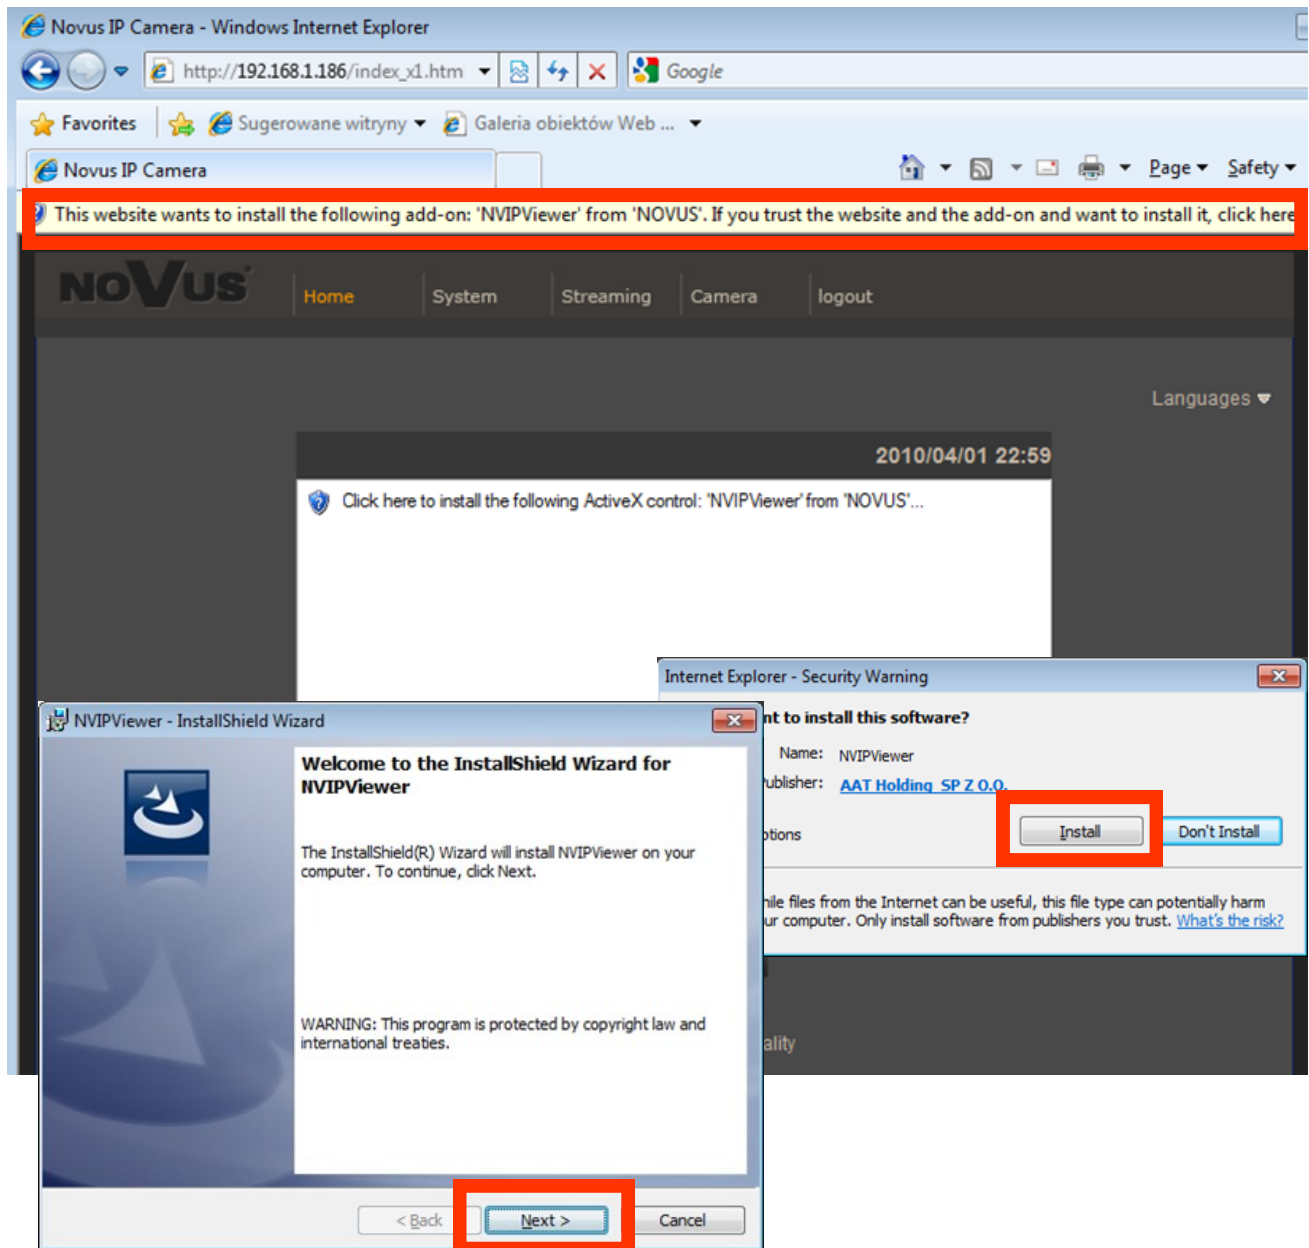 Novus IP Camera - Windows Internet Explorer
http://192.168.1.186/index_x1.htm
Google
Favorites
Sugerowane witryny
Galeria obiektów Web ...
Novus IP Camera
Page
Safety
This website wants to install the following add-on: 'NVIPViewer' from 'NOVUS'. If you trust the website and the add-on and want to install it, click here
NOVUS
Home
System
Streaming
Camera
logout
Languages
2010/04/01 22:59
Click here to install the following ActiveX control: 'NVIPViewer' from 'NOVUS'...
Internet Explorer - Security Warning
nt to install this software?
Name: NVIPViewer
ublisher: AAT Holding SP Z O.O.
ptions
Install
Don't Install
hile files from the Internet can be useful, this file type can potentially harm
ur computer. Only install software from publishers you trust. What's the risk?
ality
NVIPViewer - InstallShield Wizard
Welcome to the InstallShield Wizard for
NVIPViewer
The InstallShield(R) Wizard will install NVIPViewer on your
computer. To continue, click Next.
WARNING: This program is protected by copyright law and
international treaties.
< Back
Next >
Cancel